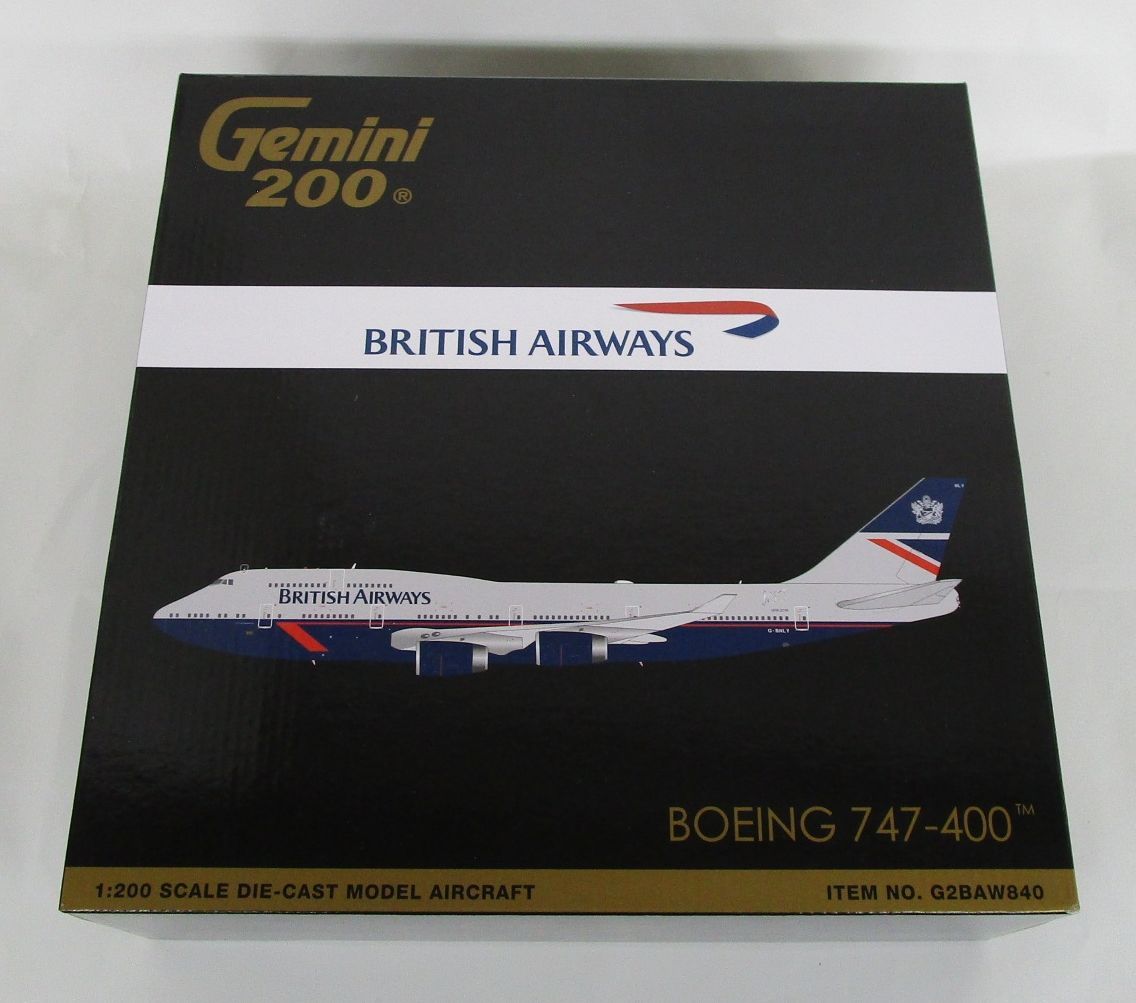 Gemini
200®
BRITISH AIRWAYS
BRITISH AIRWAYS
G-BNLY
BOEING 747-400™
1:200 SCALE DIE-CAST MODEL AIRCRAFT
ITEM NO. G2BAW840